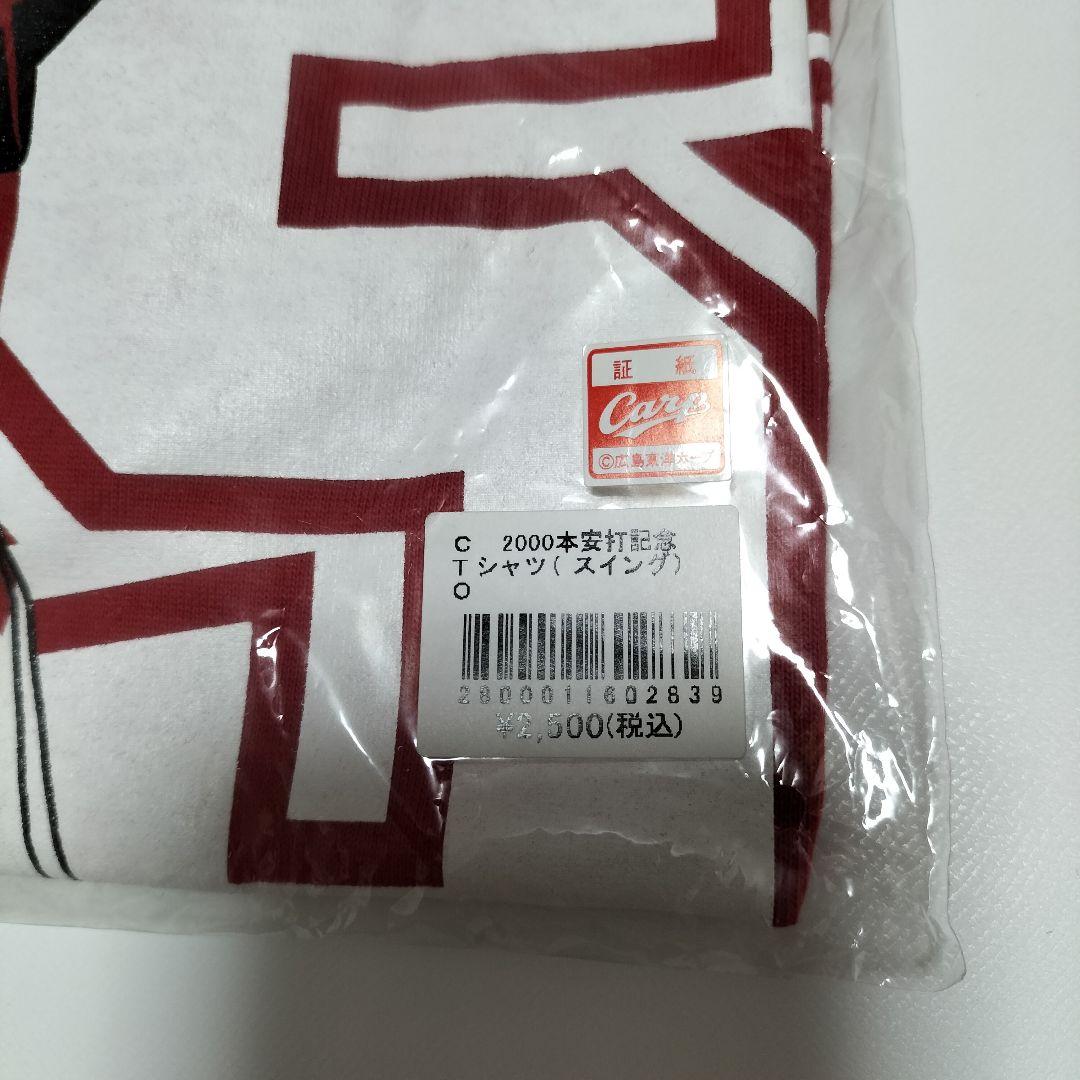 証 紙
Carp
©広島東洋カープ
C 2000本安打記念
Tシャツ(スイング)
O
2800011602839
¥2,500(税込)